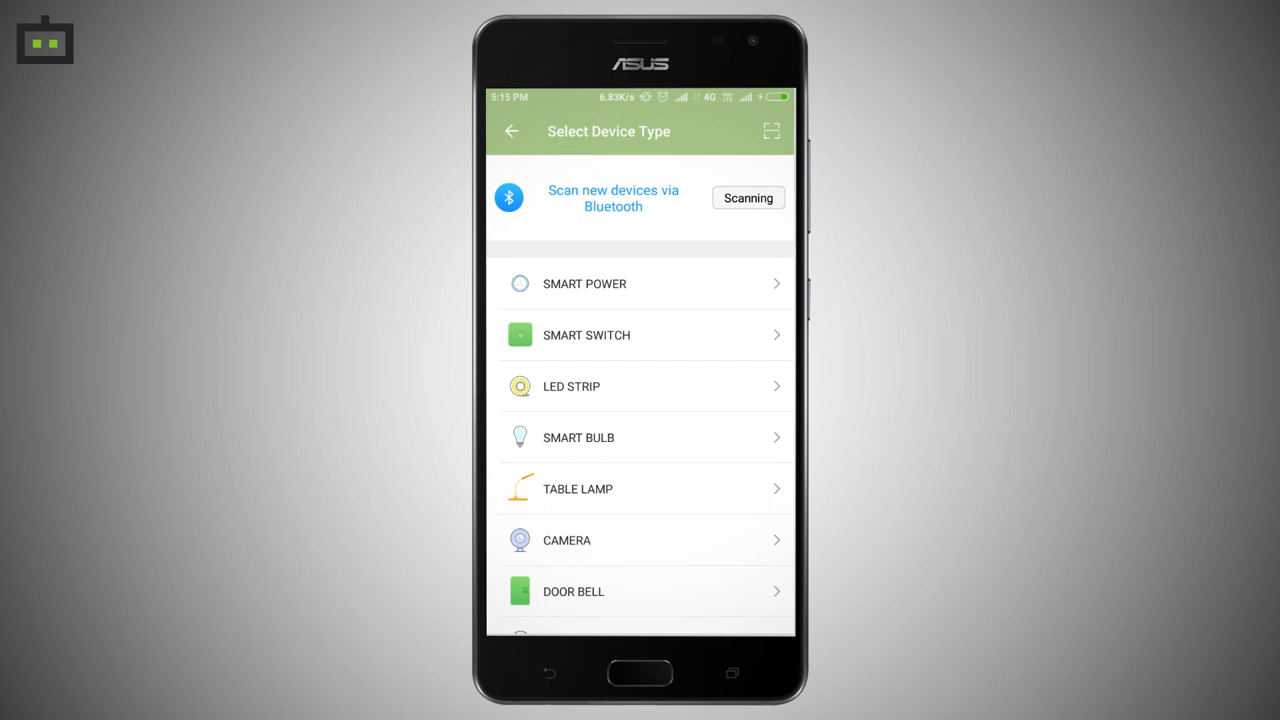 ASUS
5:15 PM 6.83K/s 4G
Select Device Type
Scan new devices via
Bluetooth
Scanning
SMART POWER
SMART SWITCH
LED STRIP
SMART BULB
TABLE LAMP
CAMERA
DOOR BELL